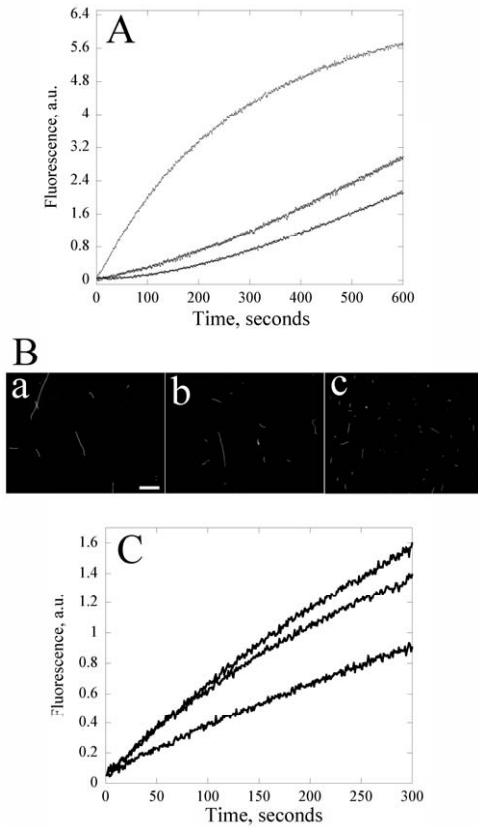 A
6.4
5.6
4.8
4
3.2
2.4
1.6
0.8
0
Fluorescence, a.u.
0 100 200 300 400 500 600
Time, seconds
B
a b c
C
1.6
1.4
1.2
1
0.8
0.6
0.4
0.2
0
Fluorescence, a.u.
0 50 100 150 200 250 300
Time, seconds